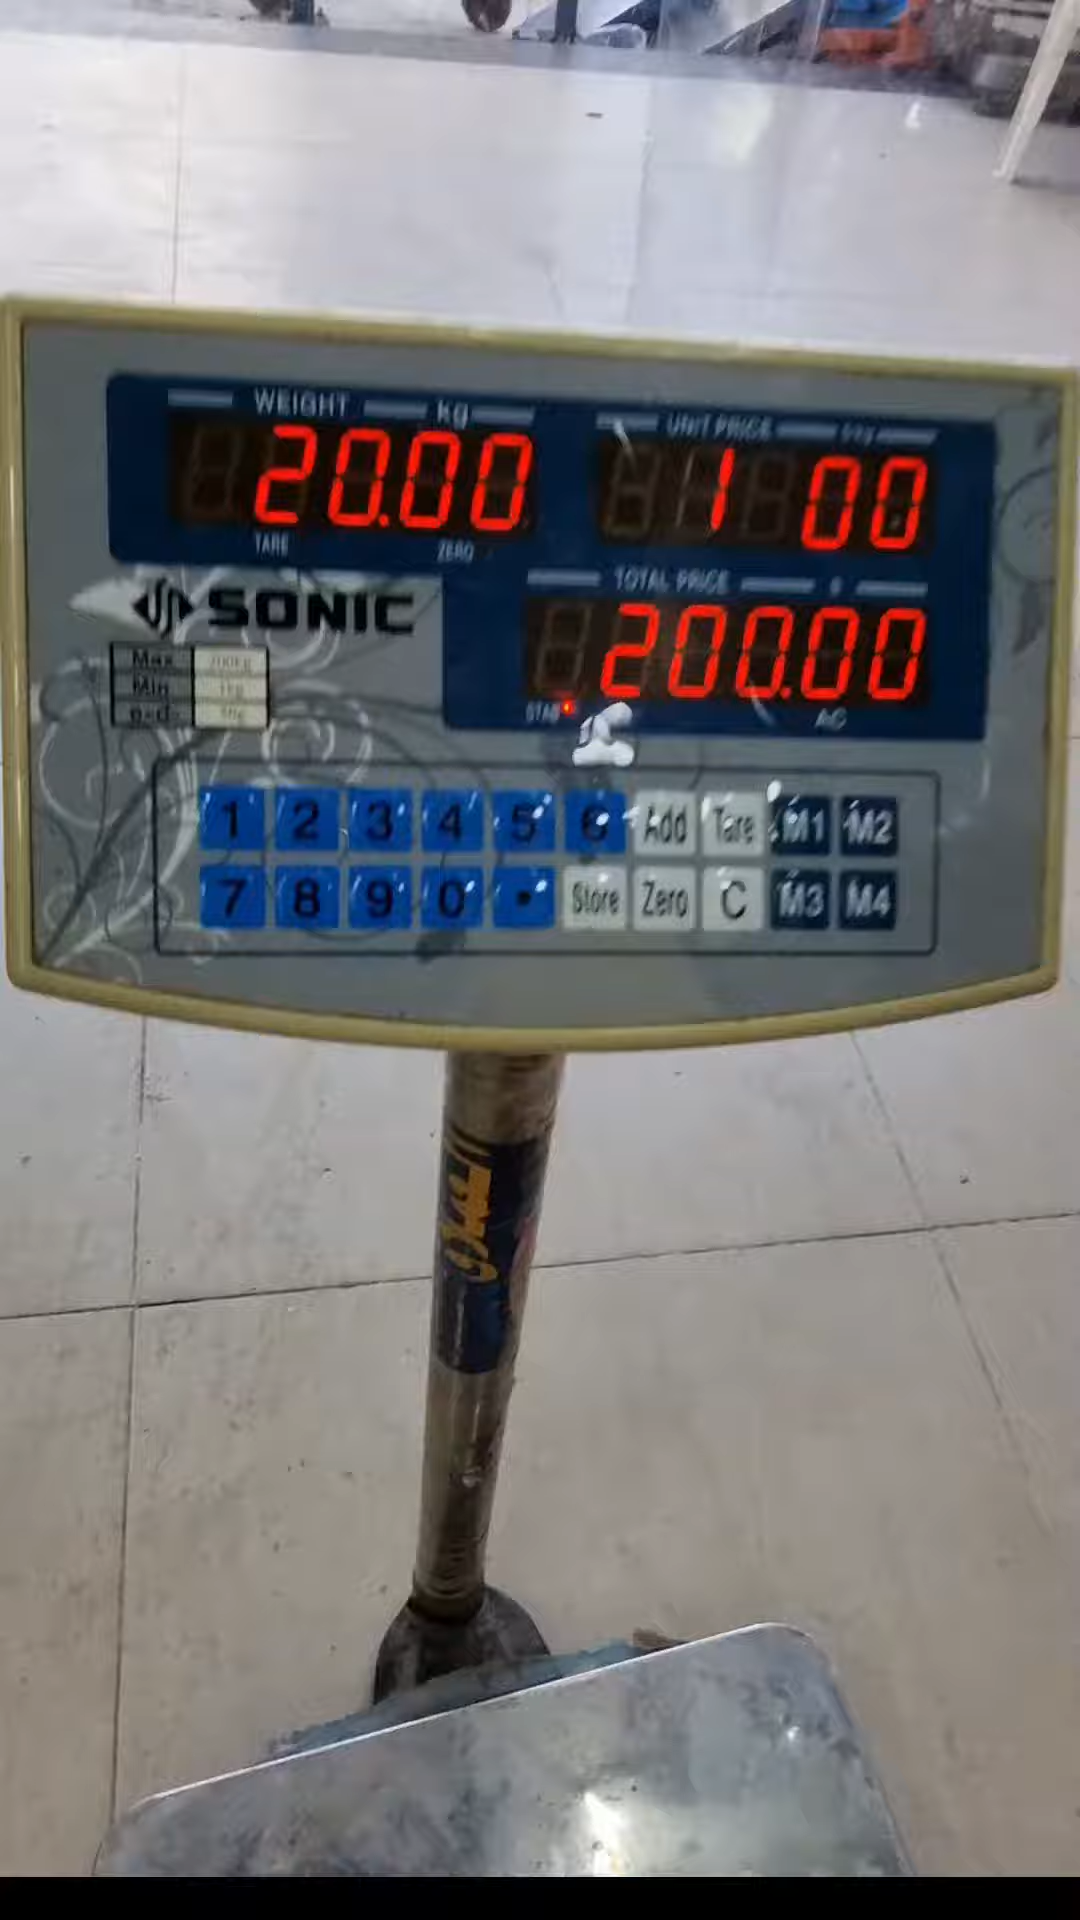 WEIGHT kg
UNIT PRICE
20.00
1 00
TARE ZERO
TOTAL PRICE
200.00
SONIC
Max
Min
STAB
AC
1 2 3 4 5 6 Add Tare M1 M2
7 8 9 0 . Store Zero C M3 M4